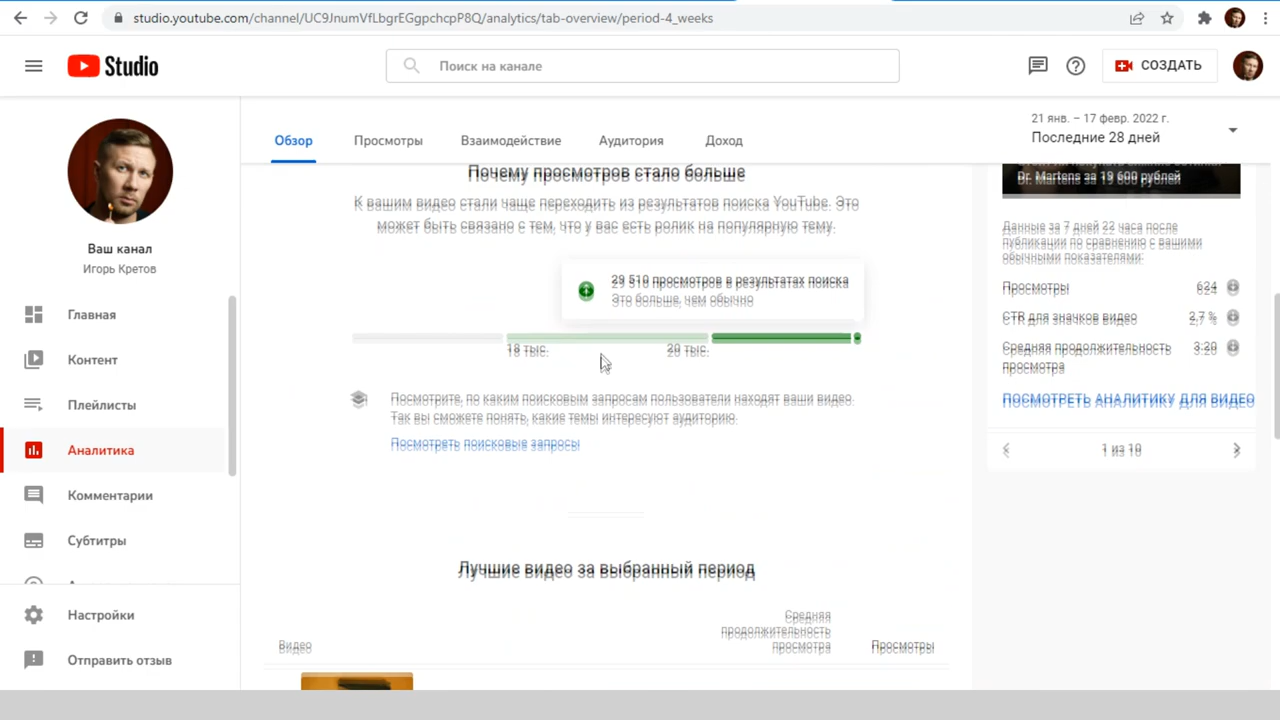 studio.youtube.com/channel/UC9JnumVfLbgrEGgpchcpP8Q/analytics/tab-overview/period-4_weeks
Studio
Поиск на канале
СОЗДАТЬ
Ваш канал
Игорь Кретов
Главная
Контент
Плейлисты
Аналитика
Комментарии
Субтитры
Настройки
Отправить отзыв
Обзор
Просмотры
Взаимодействие
Аудитория
Доход
21 янв. – 17 февр. 2022 г.
Последние 28 дней
Почему просмотров стало больше
К вашим видео стали чаще переходить из результатов поиска YouTube. Это
может быть связано с тем, что у вас есть ролик на популярную тему.
29 510 просмотров в результатах поиска
Это больше, чем обычно
18 тыс.
20 тыс.
Посмотрите, по каким поисковым запросам пользователи находят ваши видео.
Так вы сможете понять, какие темы интересуют аудиторию.
Посмотреть поисковые запросы
Лучшие видео за выбранный период
Видео
Средняя
продолжительность
просмотра
Просмотры
Dr. Martens за 19 600 рублей
Данные за 7 дней 22 часа после
публикации по сравнению с вашими
обычными показателями:
Просмотры 624
CTR для значков видео 2,7 %
Средняя продолжительность 3:20
просмотра
ПОСМОТРЕТЬ АНАЛИТИКУ ДЛЯ ВИДЕО
1 из 10